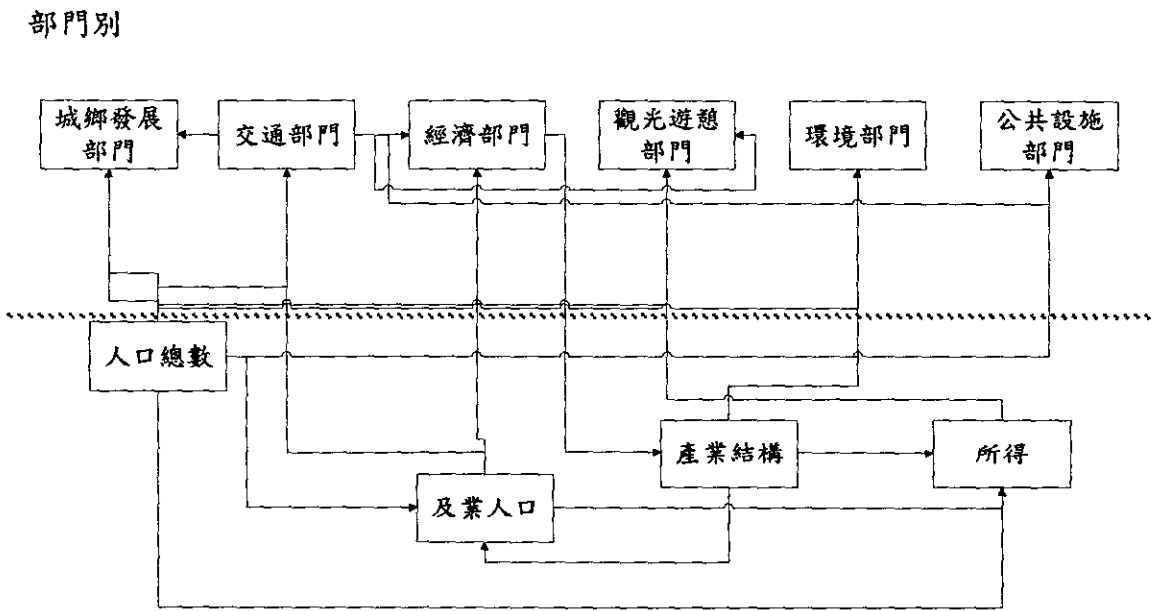 部門別
城鄉發展
部門
交通部門
經濟部門
觀光遊憩
部門
環境部門
公共設施
部門
人口總數
產業結構
所得
及業人口